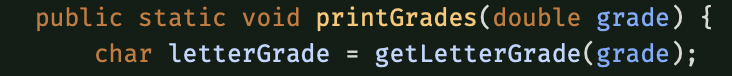 public static void printGrades(double grade) {
char letterGrade = getLetterGrade(grade);